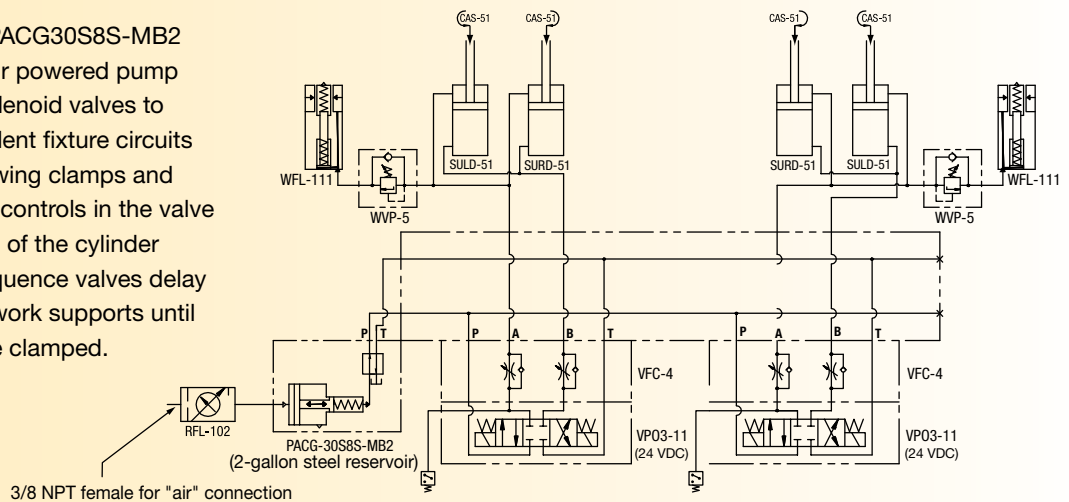 PACG30S8S-MB2
powered pump
lenoid valves to
dent fixture circuits
wing clamps and
controls in the valve
of the cylinder
quence valves delay
work supports until
clamped.
CAS-51
CAS-51
CAS-51
CAS-51
SULD-51
SURD-51
SURD-51
SULD-51
WFL-111
WFL-111
WVP-5
WVP-5
P T
P A B T
P A B T
VFC-4
VFC-4
RFL-102
PACG-30S8S-MB2
(2-gallon steel reservoir)
VP03-11
(24 VDC)
VP03-11
(24 VDC)
3/8 NPT female for "air" connection